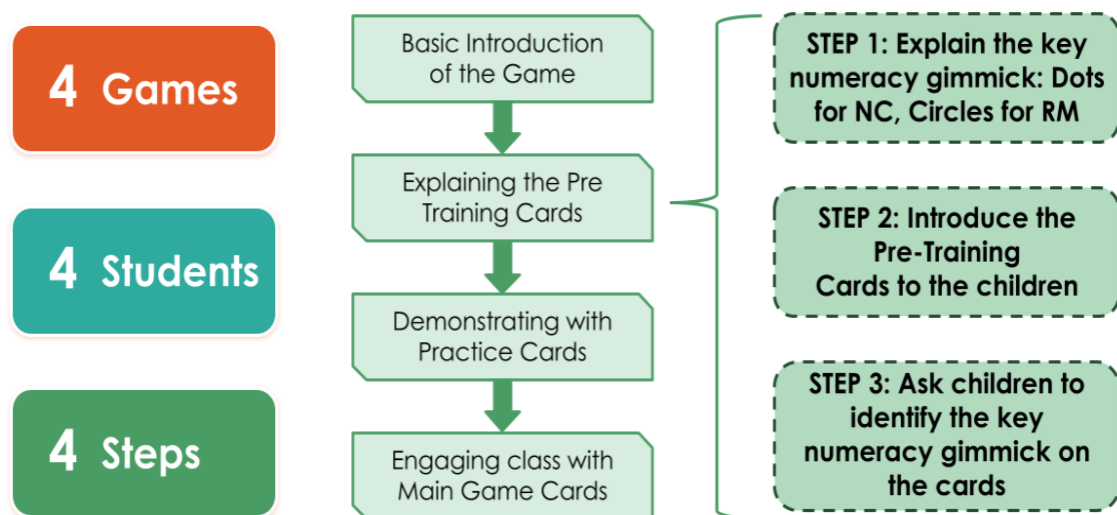 4 Games
4 Students
4 Steps
Basic Introduction
of the Game
Explaining the Pre
Training Cards
Demonstrating with
Practice Cards
Engaging class with
Main Game Cards
STEP 1: Explain the key
numeracy gimmick: Dots
for NC, Circles for RM
STEP 2: Introduce the
Pre-Training
Cards to the children
STEP 3: Ask children to
identify the key
numeracy gimmick on
the cards